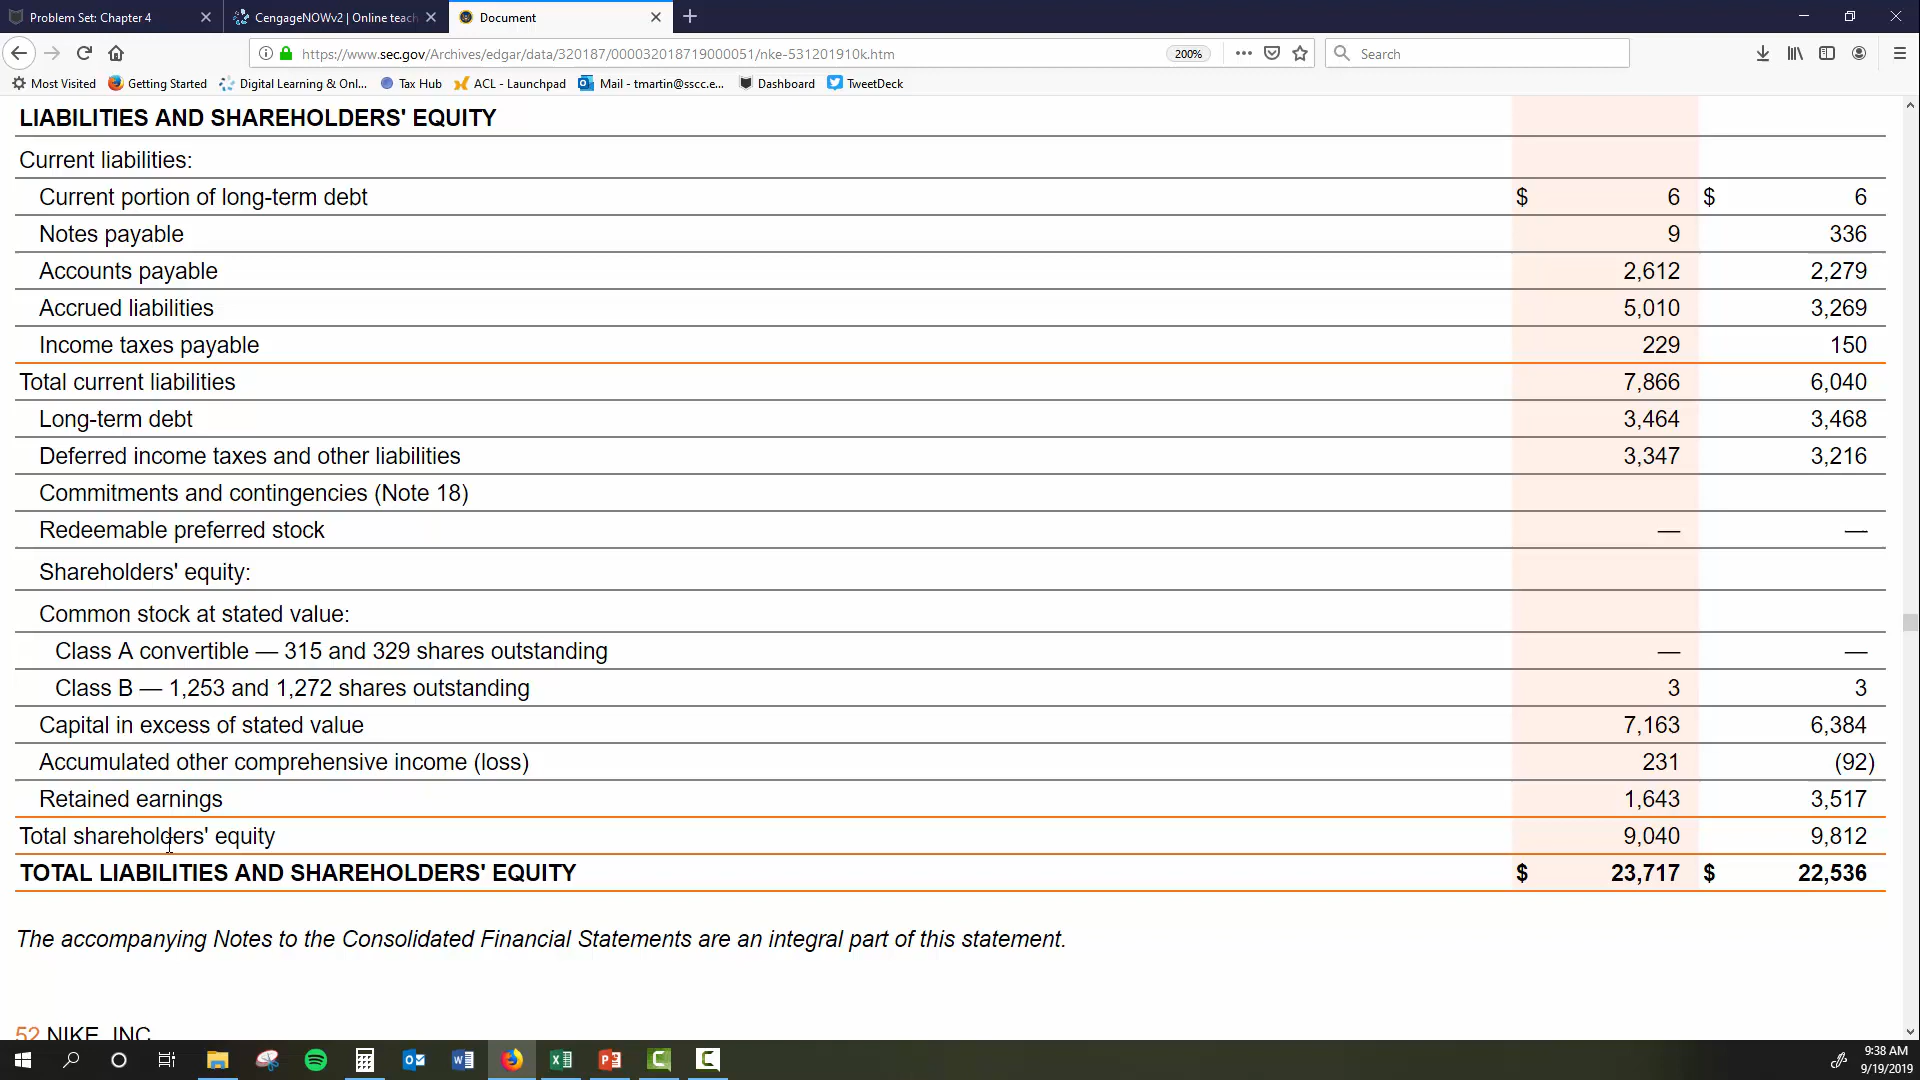 Problem Set: Chapter 4
CengageNOWv2 | Online teach
Document
https://www.sec.gov/Archives/edgar/data/320187/000032018719000051/nke-531201910k.htm
200%
Search
Most Visited
Getting Started
Digital Learning & Onl...
Tax Hub
ACL - Launchpad
Mail - tmartin@sscc.e...
Dashboard
TweetDeck
LIABILITIES AND SHAREHOLDERS' EQUITY
Current liabilities:
Current portion of long-term debt $ 6 $ 6
Notes payable 9 336
Accounts payable 2,612 2,279
Accrued liabilities 5,010 3,269
Income taxes payable 229 150
Total current liabilities 7,866 6,040
Long-term debt 3,464 3,468
Deferred income taxes and other liabilities 3,347 3,216
Commitments and contingencies (Note 18)
Redeemable preferred stock — —
Shareholders' equity:
Common stock at stated value:
Class A convertible — 315 and 329 shares outstanding — —
Class B — 1,253 and 1,272 shares outstanding 3 3
Capital in excess of stated value 7,163 6,384
Accumulated other comprehensive income (loss) 231 (92)
Retained earnings 1,643 3,517
Total shareholders' equity 9,040 9,812
TOTAL LIABILITIES AND SHAREHOLDERS' EQUITY $ 23,717 $ 22,536
The accompanying Notes to the Consolidated Financial Statements are an integral part of this statement.
52 NIKE, INC.
9:38 AM
9/19/2019